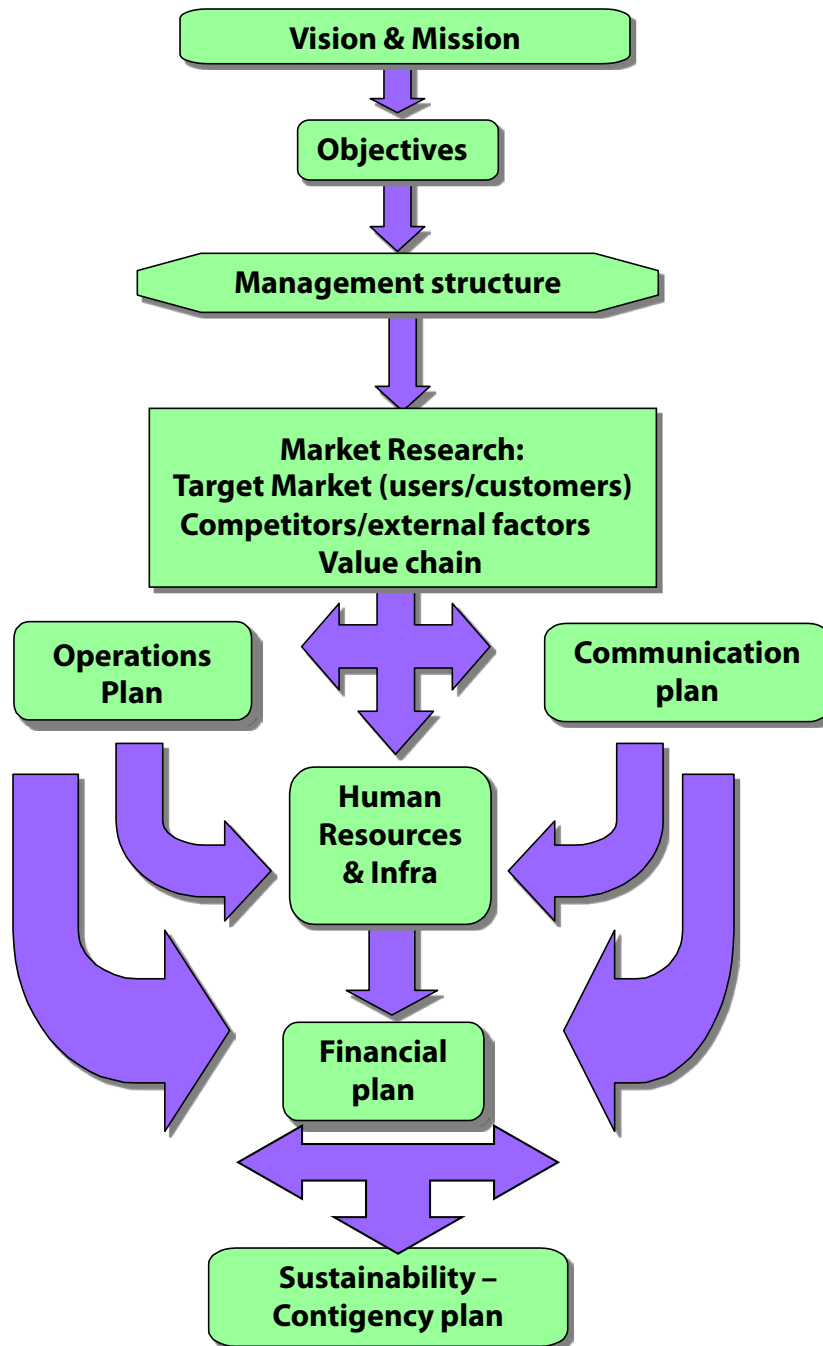 Vision & Mission
Objectives
Management structure
Market Research:
Target Market (users/customers)
Competitors/external factors
Value chain
Operations
Plan
Communication
plan
Human
Resources
& Infra
Financial
plan
Sustainability –
Contigency plan